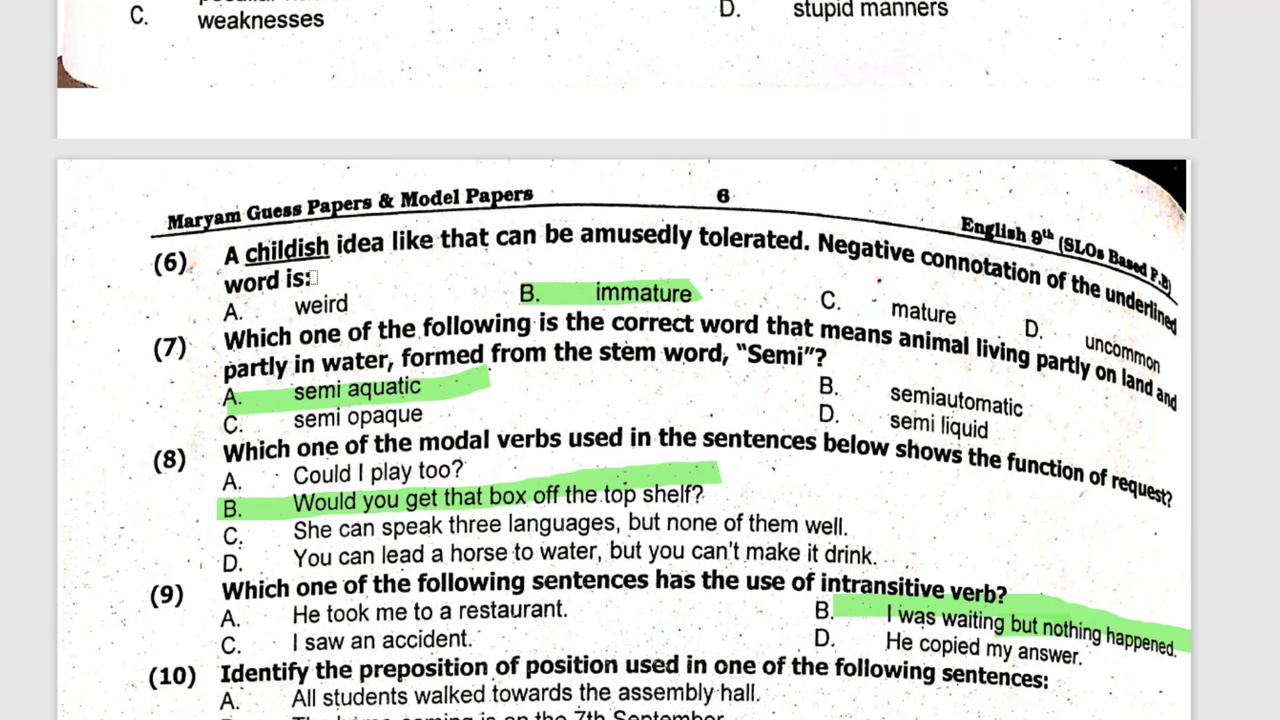 C. weaknesses D. stupid manners
Maryam Guess Papers & Model Papers 6 English 9th (SLOs Based P.B)
(6) A childish idea like that can be amusedly tolerated. Negative connotation of the underlined
word is:
A. weird B. immature C. mature D. uncommon
(7) Which one of the following is the correct word that means animal living partly on land and
partly in water, formed from the stem word, "Semi"?
A. semi aquatic B. semiautomatic
C. semi opaque D. semi liquid
(8) Which one of the modal verbs used in the sentences below shows the function of request?
A. Could I play too?
B. Would you get that box off the top shelf?
C. She can speak three languages, but none of them well.
D. You can lead a horse to water, but you can't make it drink.
(9) Which one of the following sentences has the use of intransitive verb?
A. He took me to a restaurant. B. I was waiting but nothing happened.
C. I saw an accident. D. He copied my answer.
(10) Identify the preposition of position used in one of the following sentences:
A. All students walked towards the assembly hall.
is on the 7th September